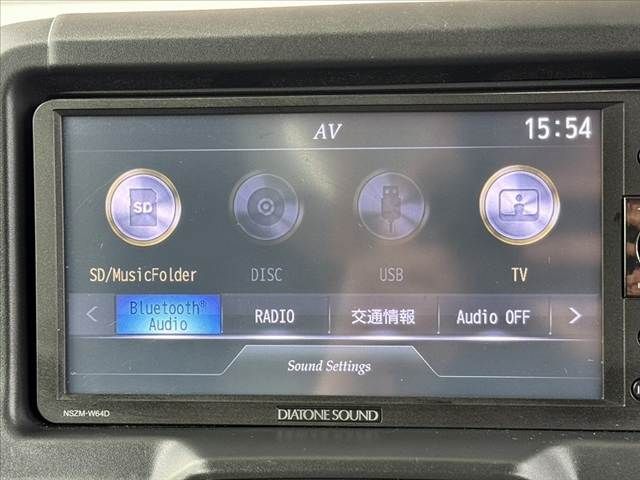 AV
15:54
SD
SD/MusicFolder
DISC
USB
TV
<
Bluetooth®
Audio
RADIO
交通情報
Audio OFF
>
Sound Settings
NSZM-W64D
DIATONE SOUND